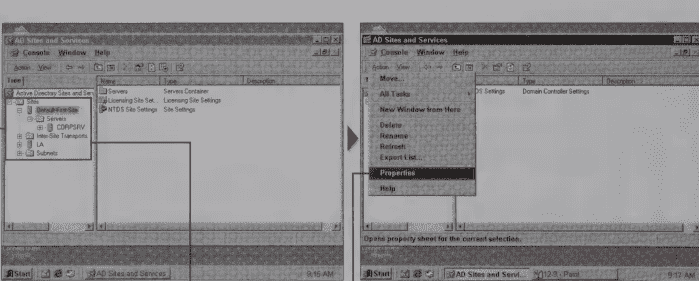 AD Sites and Services
Console Window Help
Action View
Tree
Name Type Description
Active Directory Sites and Serv
Sites
Default-First-Site
Servers
CORPSRV
Inter-Site Transports
LA
Subnets
Servers Servers Container
Licensing Site Set... Licensing Site Settings
NTDS Site Settings Site Settings
Start AD Sites and Services 9:15 AM
AD Sites and Services
Console Window Help
Action View
Type Description
DS Settings Domain Controller Settings
Move...
All Tasks
New Window from Here
Delete
Rename
Refresh
Export List...
Properties
Help
Opens property sheet for the current selection.
Start AD Sites and Servi... 9:17 AM